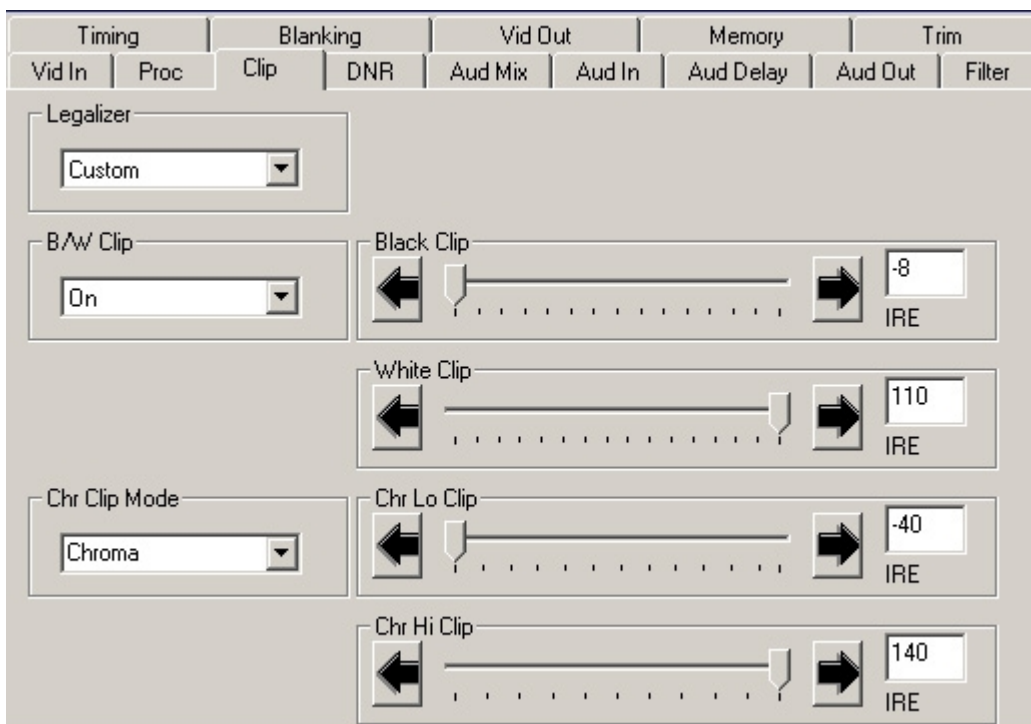 Timing Blanking Vid Out Memory Trim
Vid In Proc Clip DNR Aud Mix Aud In Aud Delay Aud Out Filter
Legalizer
Custom
B/W Clip
On
Black Clip
-8
IRE
White Clip
110
IRE
Chr Clip Mode
Chroma
Chr Lo Clip
-40
IRE
Chr Hi Clip
140
IRE